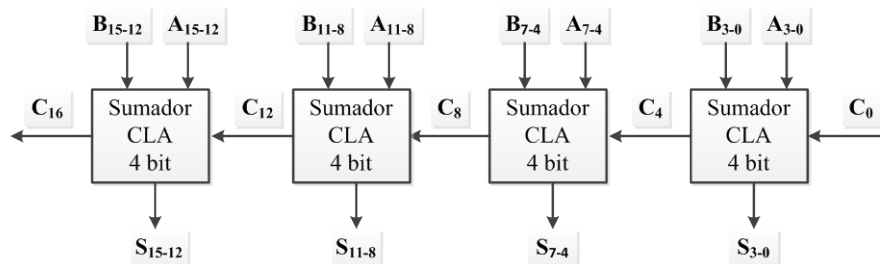 B15-12 A15-12 B11-8 A11-8 B7-4 A7-4 B3-0 A3-0
C16 Sumador C12 Sumador C8 Sumador C4 Sumador C0
CLA CLA CLA CLA
4 bit 4 bit 4 bit 4 bit
S15-12 S11-8 S7-4 S3-0